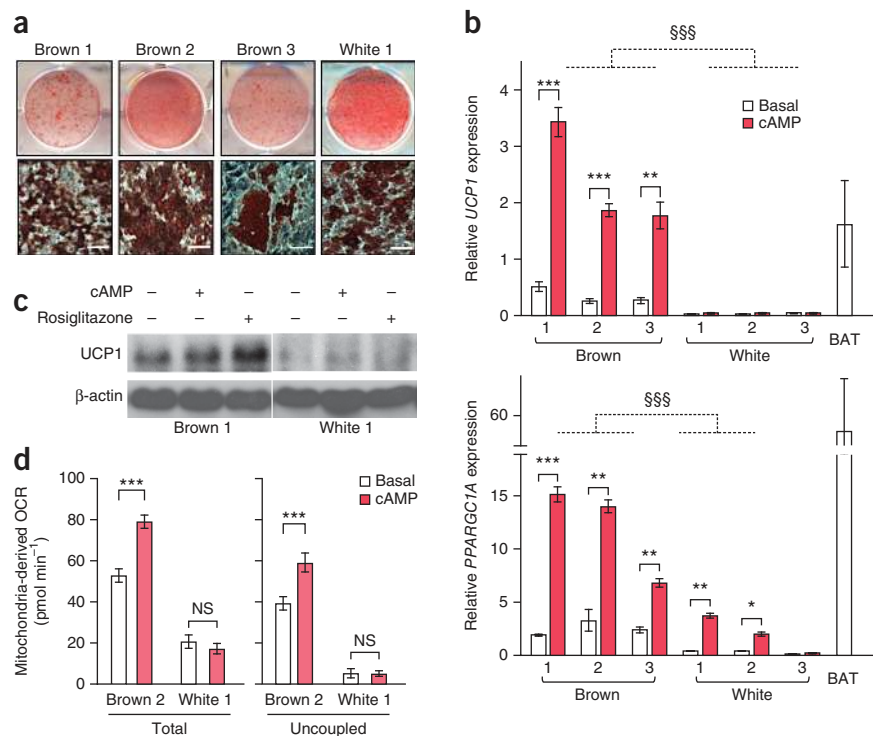 a
Brown 1 Brown 2 Brown 3 White 1
b
§§§
*** *** **
Basal
cAMP
Relative UCP1 expression
4
3
2
1
0
1 2 3 1 2 3
Brown White BAT
c
cAMP – + – – + –
Rosiglitazone – – + – – +
UCP1
β-actin
Brown 1 White 1
§§§
*** ** ** ** *
Relative PPARGC1A expression
60
15
10
5
0
1 2 3 1 2 3
Brown White BAT
d
Mitochondria-derived OCR
(pmol min−1)
100
80
60
40
20
0
*** NS
Brown 2 White 1
Total
Basal
cAMP
*** NS
Brown 2 White 1
Uncoupled